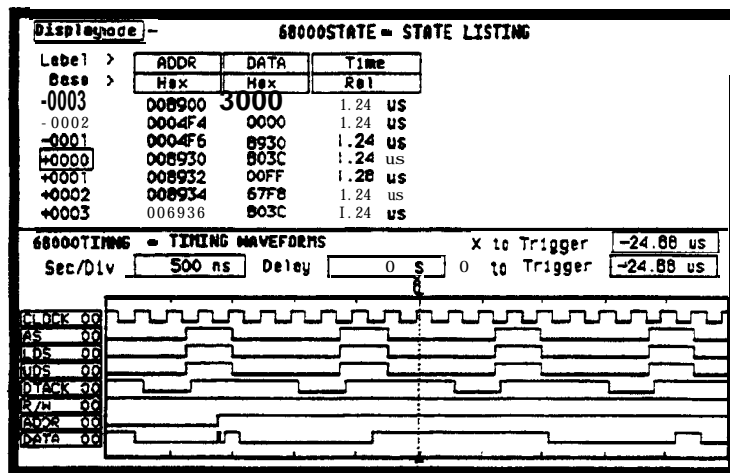 Displaymode - 68000STATE - STATE LISTING
Label > ADDR DATA Time
Base > Hex Hex Rel
-0003 008900 3000 1.24 us
-0002 0004F4 0000 1.24 us
-0001 0004F6 8930 1.24 us
+0000 008930 803C 1.24 us
+0001 008932 00FF 1.28 us
+0002 008934 67F8 1.24 us
+0003 006936 803C 1.24 us
68000TIMNG - TIMING WAVEFORMS X to Trigger -24.88 us
Sec/Div 500 ns Delay 0 S O to Trigger -24.88 us
CLOCK 00
AS 00
LDS 00
UDS 00
DTACK 00
R/W 00
ADDR 00
DATA 00